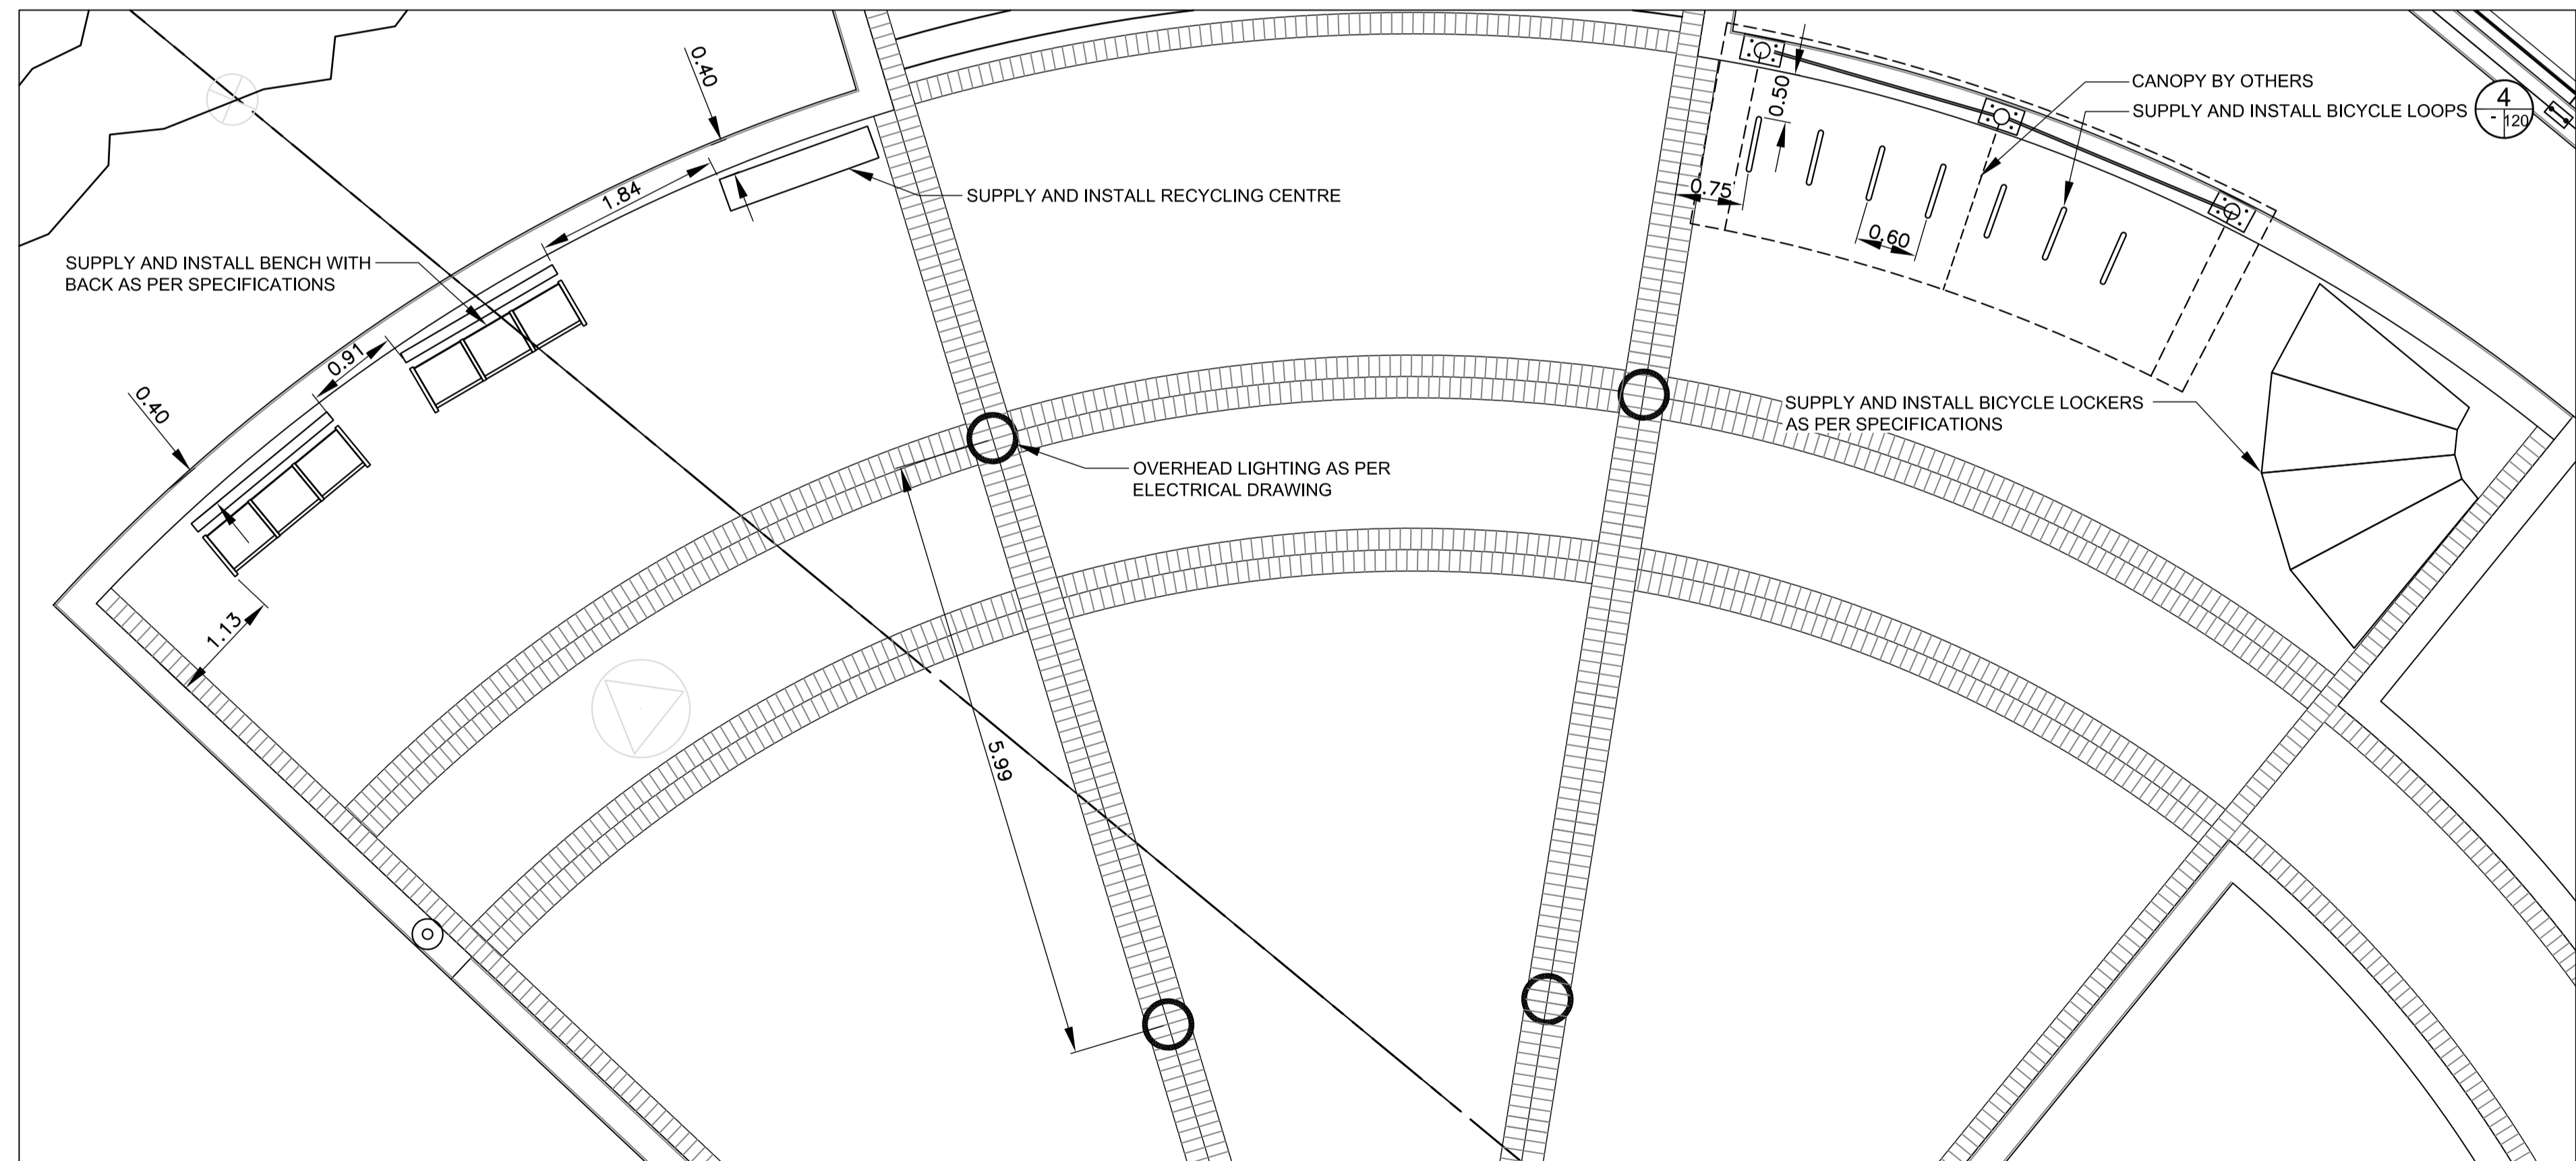 0.40
0.50
CANOPY BY OTHERS
SUPPLY AND INSTALL BICYCLE LOOPS
4
- 120
1.84
SUPPLY AND INSTALL RECYCLING CENTRE
0.75
0.60
SUPPLY AND INSTALL BENCH WITH
BACK AS PER SPECIFICATIONS
0.91
0.40
SUPPLY AND INSTALL BICYCLE LOCKERS
AS PER SPECIFICATIONS
OVERHEAD LIGHTING AS PER
ELECTRICAL DRAWING
1.13
5.99